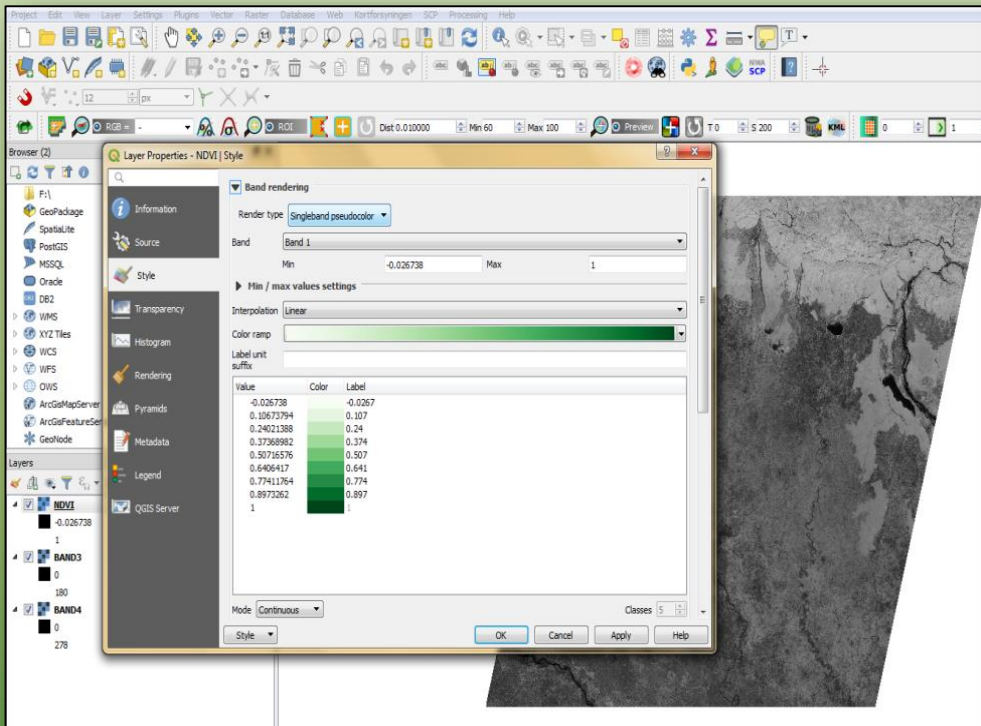 Project Edit View Layer Settings Plugins Vector Raster Database Web Kortforsyningen SCP Processing Help
12 px
RGB = - ROI Dist 0.010000 Min 60 Max 100 Preview T 0 S 200 KML 0 1
NINA SCP
Browser (2)
F:\
GeoPackage
SpatiaLite
PostGIS
MSSQL
Oracle
DB2
WMS
XYZ Tiles
WCS
WFS
OWS
ArcGisMapServer
ArcGisFeatureSer
GeoNode
Layers
NDVI
-0.026738
1
BAND3
0
180
BAND4
0
278
Layer Properties - NDVI | Style
Information
Source
Style
Transparency
Histogram
Rendering
Pyramids
Metadata
Legend
QGIS Server
Band rendering
Render type Singleband pseudocolor
Band Band 1
Min -0.026738 Max 1
Min / max values settings
Interpolation Linear
Color ramp
Label unit
suffix
Value Color Label
-0.026738 -0.0267
0.10673794 0.107
0.24021388 0.24
0.37368982 0.374
0.50716576 0.507
0.6406417 0.641
0.77411764 0.774
0.8973262 0.897
1 1
Mode Continuous Classes 5
Style OK Cancel Apply Help